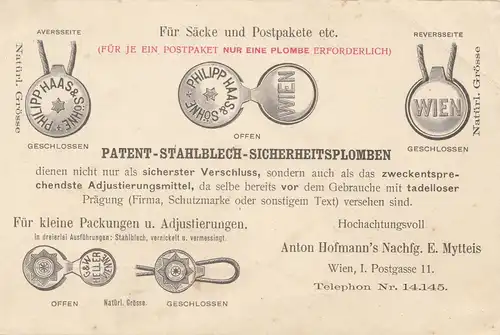 Für Säcke und Postpakete etc.
(FÜR JE EIN POSTPAKET NUR EINE PLOMBE ERFORDERLICH)
AVERSSEITE
Natürl. Grösse
PHILIPP HAAS & SÖHNE
GESCHLOSSEN
PHILIPP HAAS & SÖHNE
WIEN
OFFEN
REVERSSEITE
WIEN
Natürl. Grösse
GESCHLOSSEN
PATENT-STAHLBLECH-SICHERHEITSPLOMBEN
dienen nicht nur als sicherster Verschluss, sondern auch als das zweckentspre-
chendste Adjustierungsmittel, da selbe bereits vor dem Gebrauche mit tadelloser
Prägung (Firma, Schutzmarke oder sonstigem Text) versehen sind.
Für kleine Packungen u. Adjustierungen.
In dreierlei Ausführungen: Stahlblech, vernickelt u. vermessingt.
G&W HELLER WIEN
OFFEN
Natürl. Grösse.
GESCHLOSSEN
Hochachtungsvoll
Anton Hofmann's Nachfg. E. Mytteis
Wien, I. Postgasse 11.
Telephon Nr. 14.145.